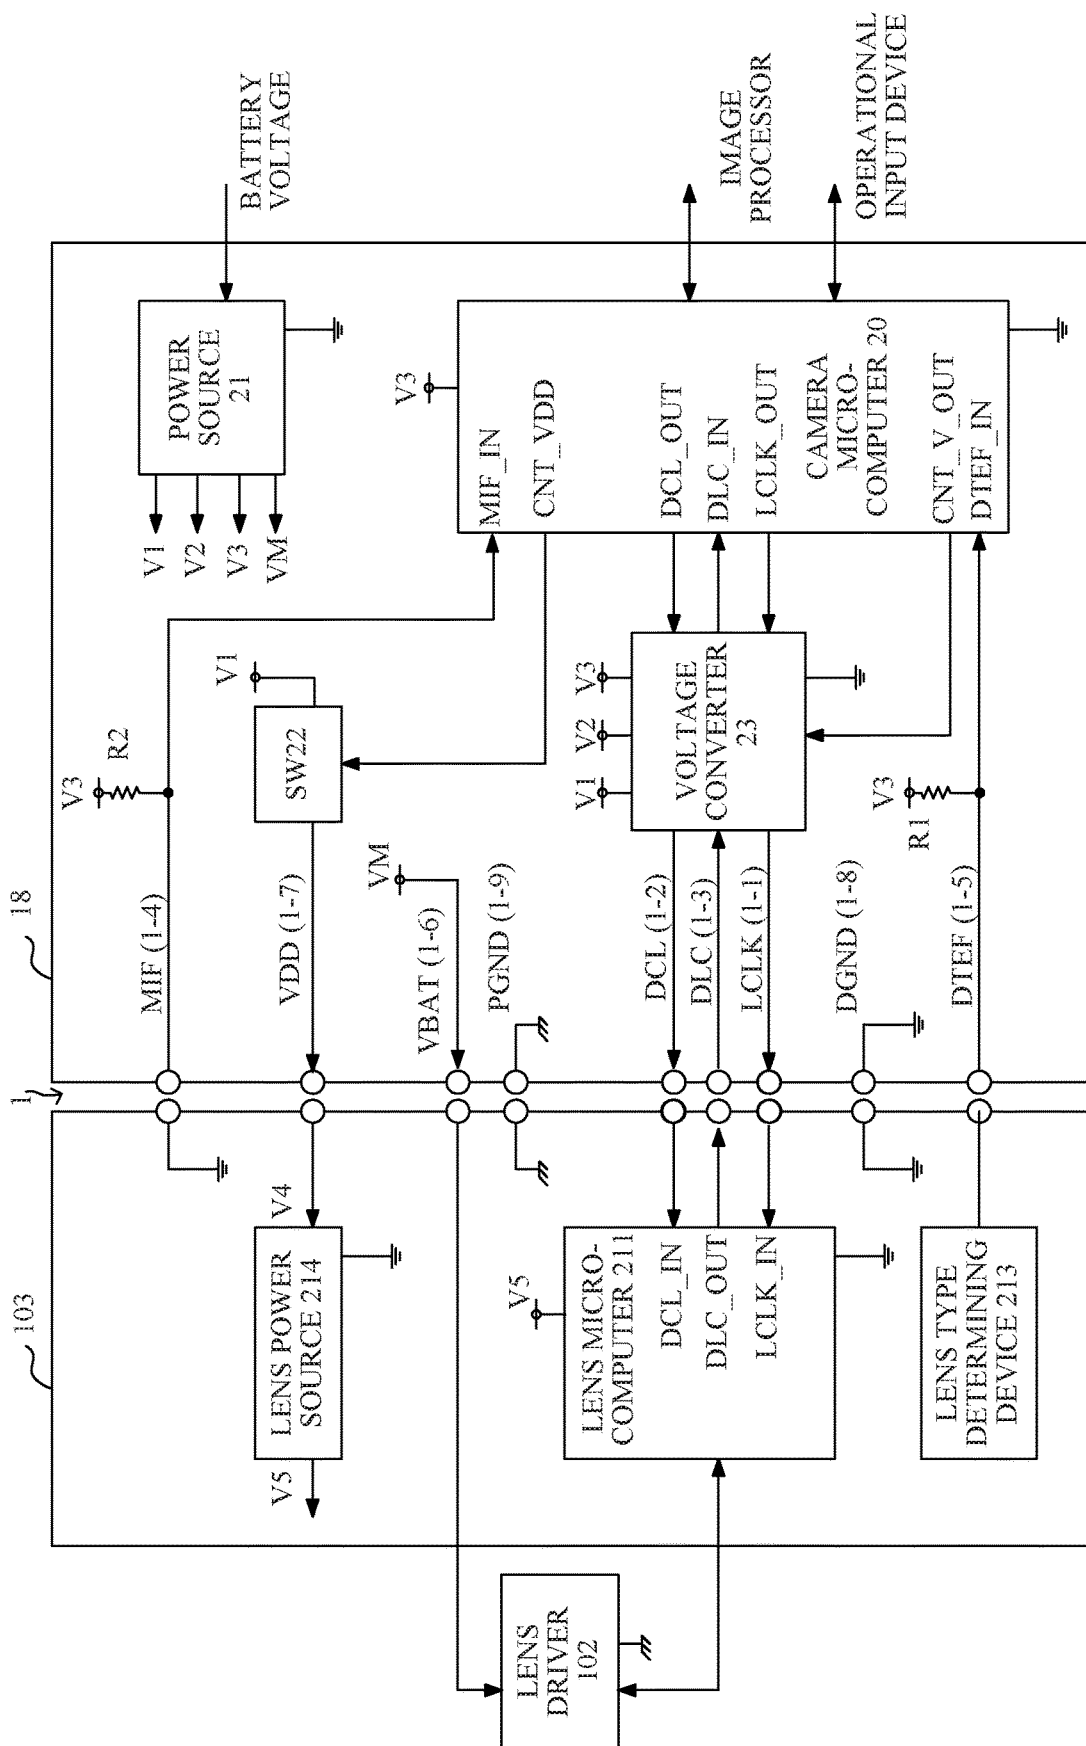 103
1
18
BATTERY
VOLTAGE
POWER
SOURCE
21
V1
V2
V3
VM
V3
R2
MIF (1-4)
V1
SW22
VDD (1-7)
VM
VBAT (1-6)
PGND (1-9)
V4
LENS POWER
SOURCE 214
V5
V3
MIF_IN
CNT_VDD
DCL_OUT
DLC_IN
LCLK_OUT
CAMERA
MICRO-
COMPUTER 20
CNT_V_OUT
DTEF_IN
IMAGE
PROCESSOR
OPERATIONAL
INPUT DEVICE
V1
V2
V3
VOLTAGE
CONVERTER
23
DCL (1-2)
DLC (1-3)
LCLK (1-1)
DGND (1-8)
V3
R1
DTEF (1-5)
V5
LENS MICRO-
COMPUTER 211
DCL_IN
DLC_OUT
LCLK_IN
LENS TYPE
DETERMINING
DEVICE 213
LENS
DRIVER
102